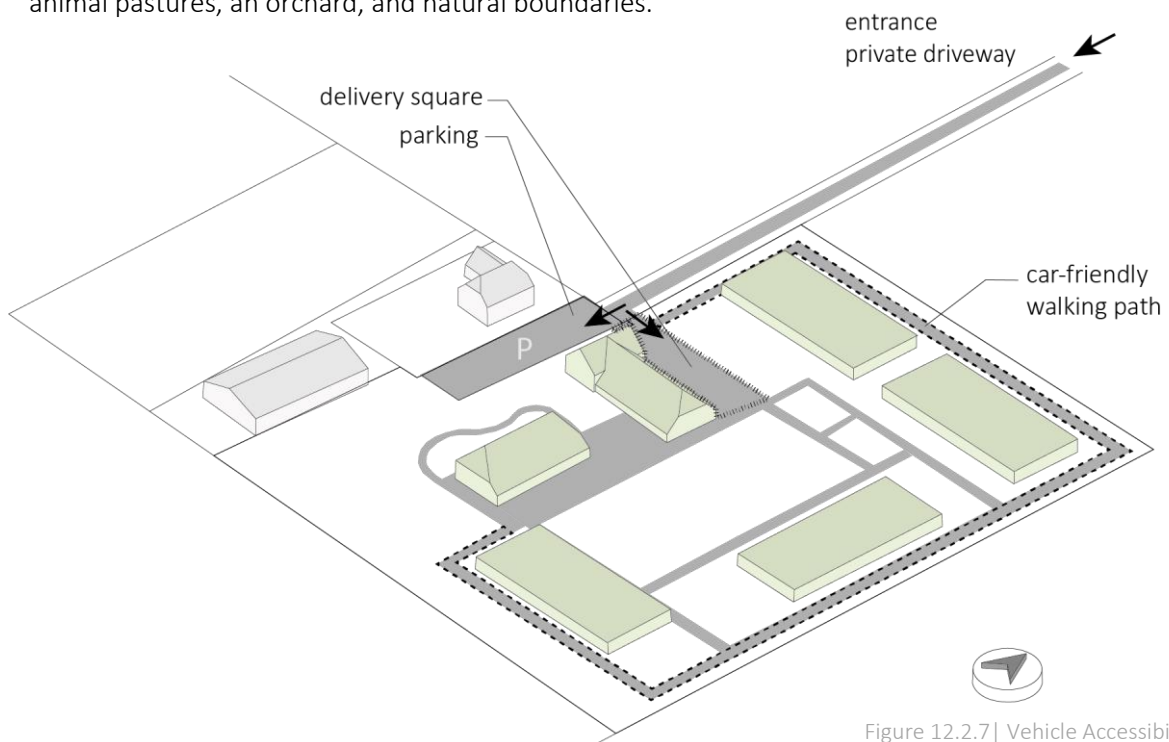 animal pastures, an orchard, and natural boundaries.
entrance
private driveway
delivery square
parking
car-friendly
walking path
P
Figure 12.2.7| Vehicle Accessibi